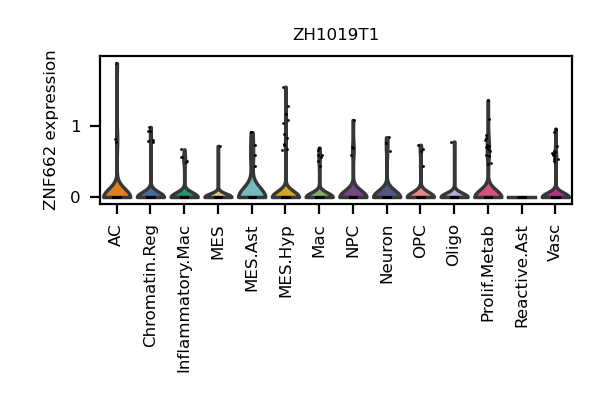 ZH1019T1
ZNF662 expression
1
0
AC
Chromatin.Reg
Inflammatory.Mac
MES
MES.Ast
MES.Hyp
Mac
NPC
Neuron
OPC
Oligo
Prolif.Metab
Reactive.Ast
Vasc